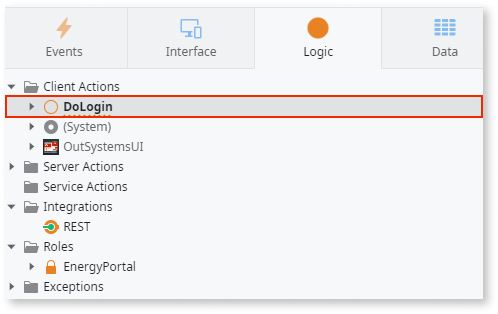 Events
Interface
Logic
Data
Client Actions
DoLogin
(System)
OutSystemsUI
Server Actions
Service Actions
Integrations
REST
Roles
EnergyPortal
Exceptions